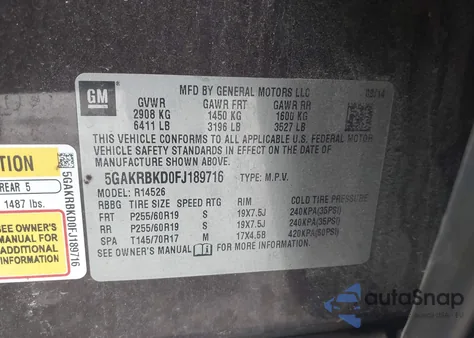 MFD BY GENERAL MOTORS LLC
GM
GVWR GAWR FRT GAWR RR
2908 KG 1450 KG 1600 KG
6411 LB 3196 LB 3527 LB
THIS VEHICLE CONFORMS TO ALL APPLICABLE U.S. FEDERAL MOTOR
VEHICLE SAFETY STANDARDS IN EFFECT ON THE DATE OF
MANUFACTURE SHOWN ABOVE.
5GAKRBKD0FJ189716 TYPE: M.P.V.
MODEL: R14526
RBBG TIRE SIZE SPEED RTG RIM COLD TIRE PRESSURE
FRT P255/60R19 S 19X7.5J 240KPA(35PSI)
RR P255/60R19 S 19X7.5J 240KPA(35PSI)
SPA T145/70R17 M 17X4.5B 420KPA(60PSI)
SEE OWNER'S MANUAL FOR MORE INFORMATION.
ATION
REAR 5
1487 lbs.
OWNER'S
MANUAL FOR
ADDITIONAL
INFORMATION
5GAKRBKD0FJ189716
autoSnap